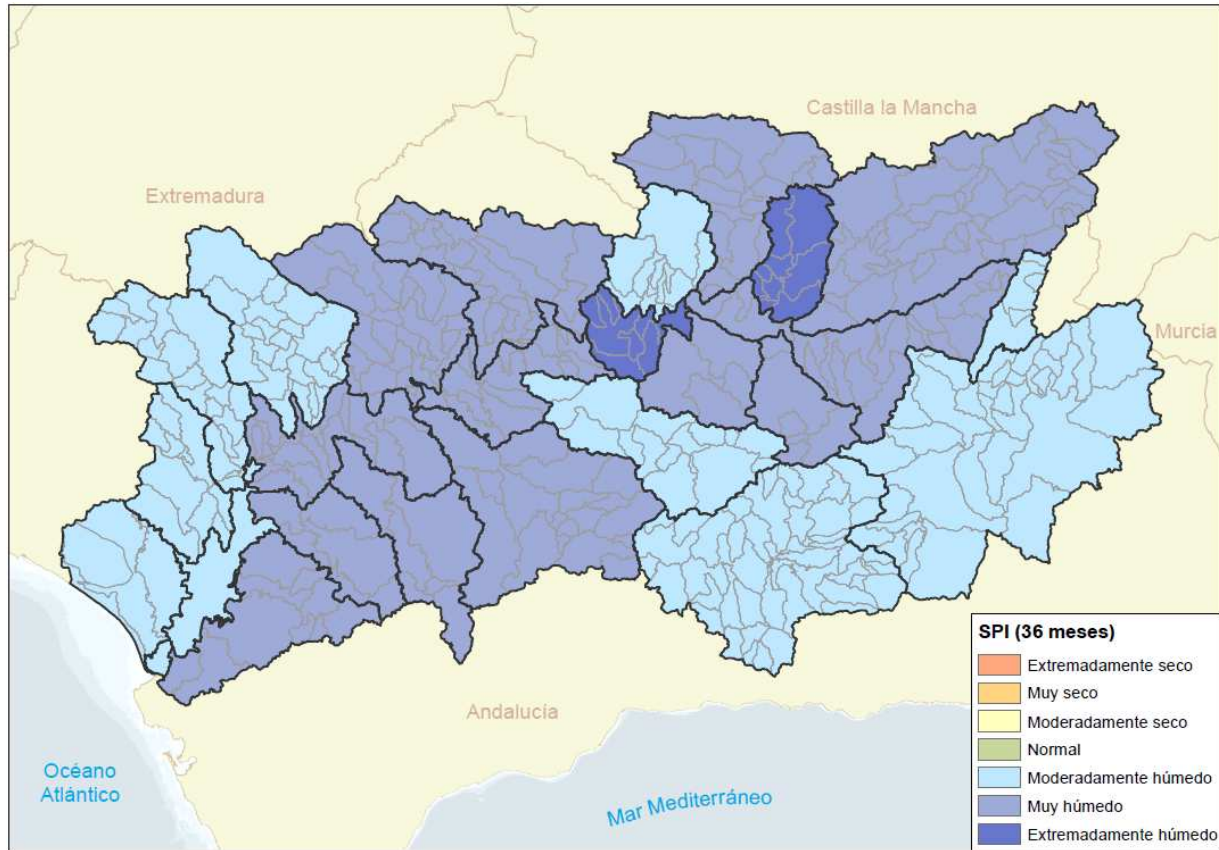 Castilla la Mancha
Extremadura
Murcia
Andalucía
Océano
Atlántico
Mar Mediterráneo
SPI (36 meses)
Extremadamente seco
Muy seco
Moderadamente seco
Normal
Moderadamente húmedo
Muy húmedo
Extremadamente húmedo